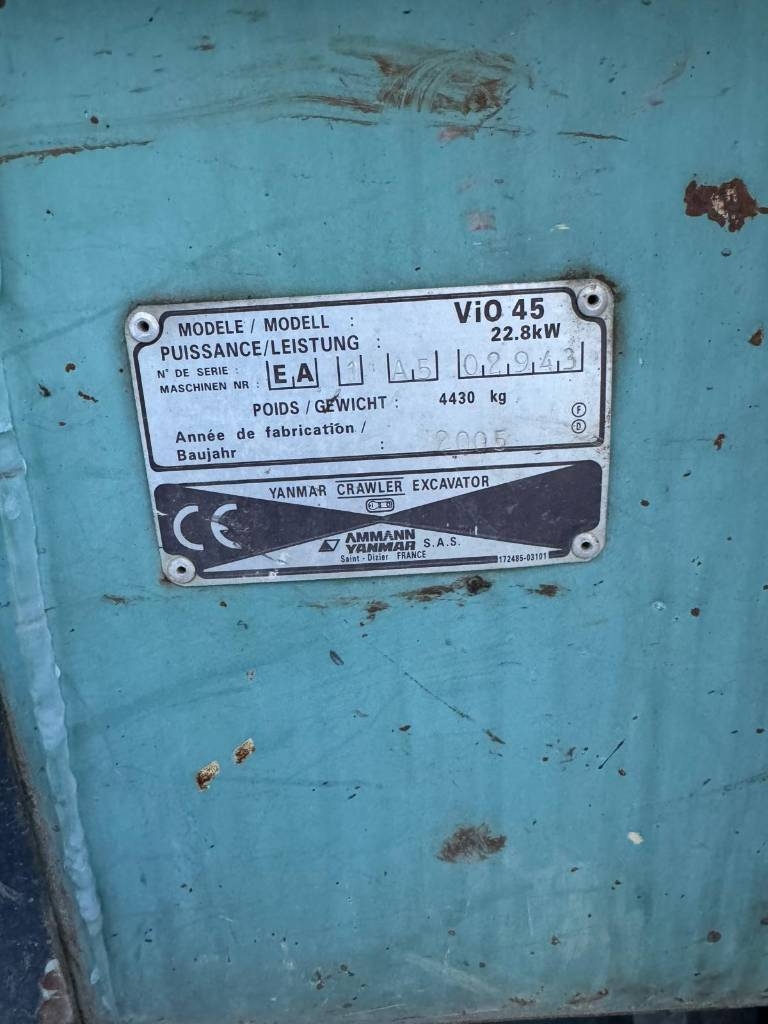 MODELE / MODELL : ViO 45
PUISSANCE/LEISTUNG : 22.8kW
N° DE SERIE :
MASCHINEN NR : EA 1 A5 02943
POIDS / GEWICHT : 4430 kg
Année de fabrication /
Baujahr : 2005
F
D
YANMAR CRAWLER EXCAVATOR
CE
AMMANN
YANMAR S.A.S.
Saint - Dizier FRANCE
172485-03101